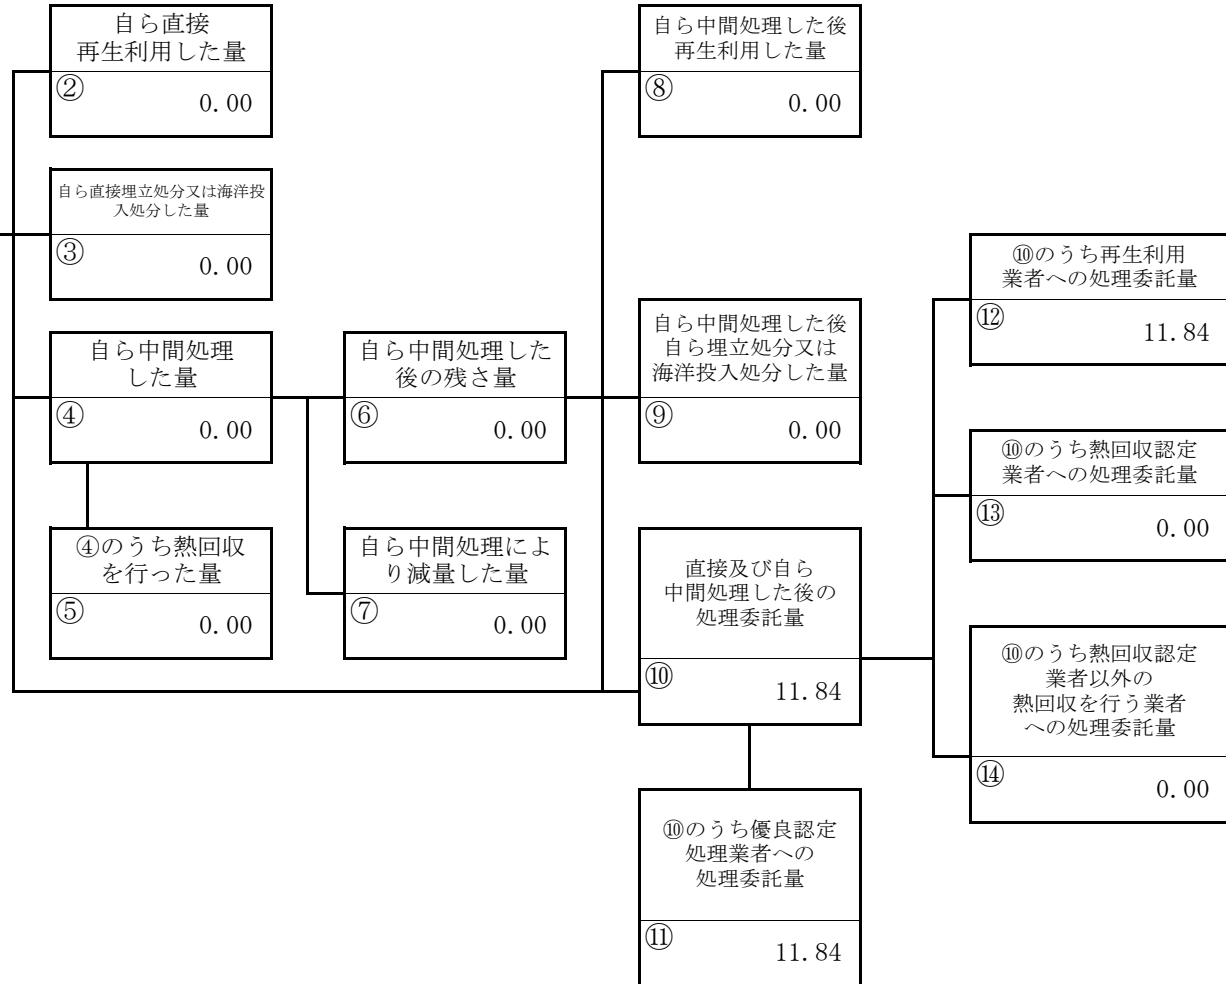 自ら直接
再生利用した量
②
0.00
自ら直接埋立処分又は海洋投
入処分した量
③
0.00
自ら中間処理
した量
④
0.00
④のうち熱回収
を行った量
⑤
0.00
自ら中間処理した
後の残さ量
⑥
0.00
自ら中間処理によ
り減量した量
⑦
0.00
自ら中間処理した後
再生利用した量
⑧
0.00
自ら中間処理した後
自ら埋立処分又は
海洋投入処分した量
⑨
0.00
直接及び自ら
中間処理した後の
処理委託量
⑩
11.84
⑩のうち優良認定
処理業者への
処理委託量
⑪
11.84
⑩のうち再生利用
業者への処理委託量
⑫
11.84
⑩のうち熱回収認定
業者への処理委託量
⑬
0.00
⑩のうち熱回収認定
業者以外の
熱回収を行う業者
への処理委託量
⑭
0.00